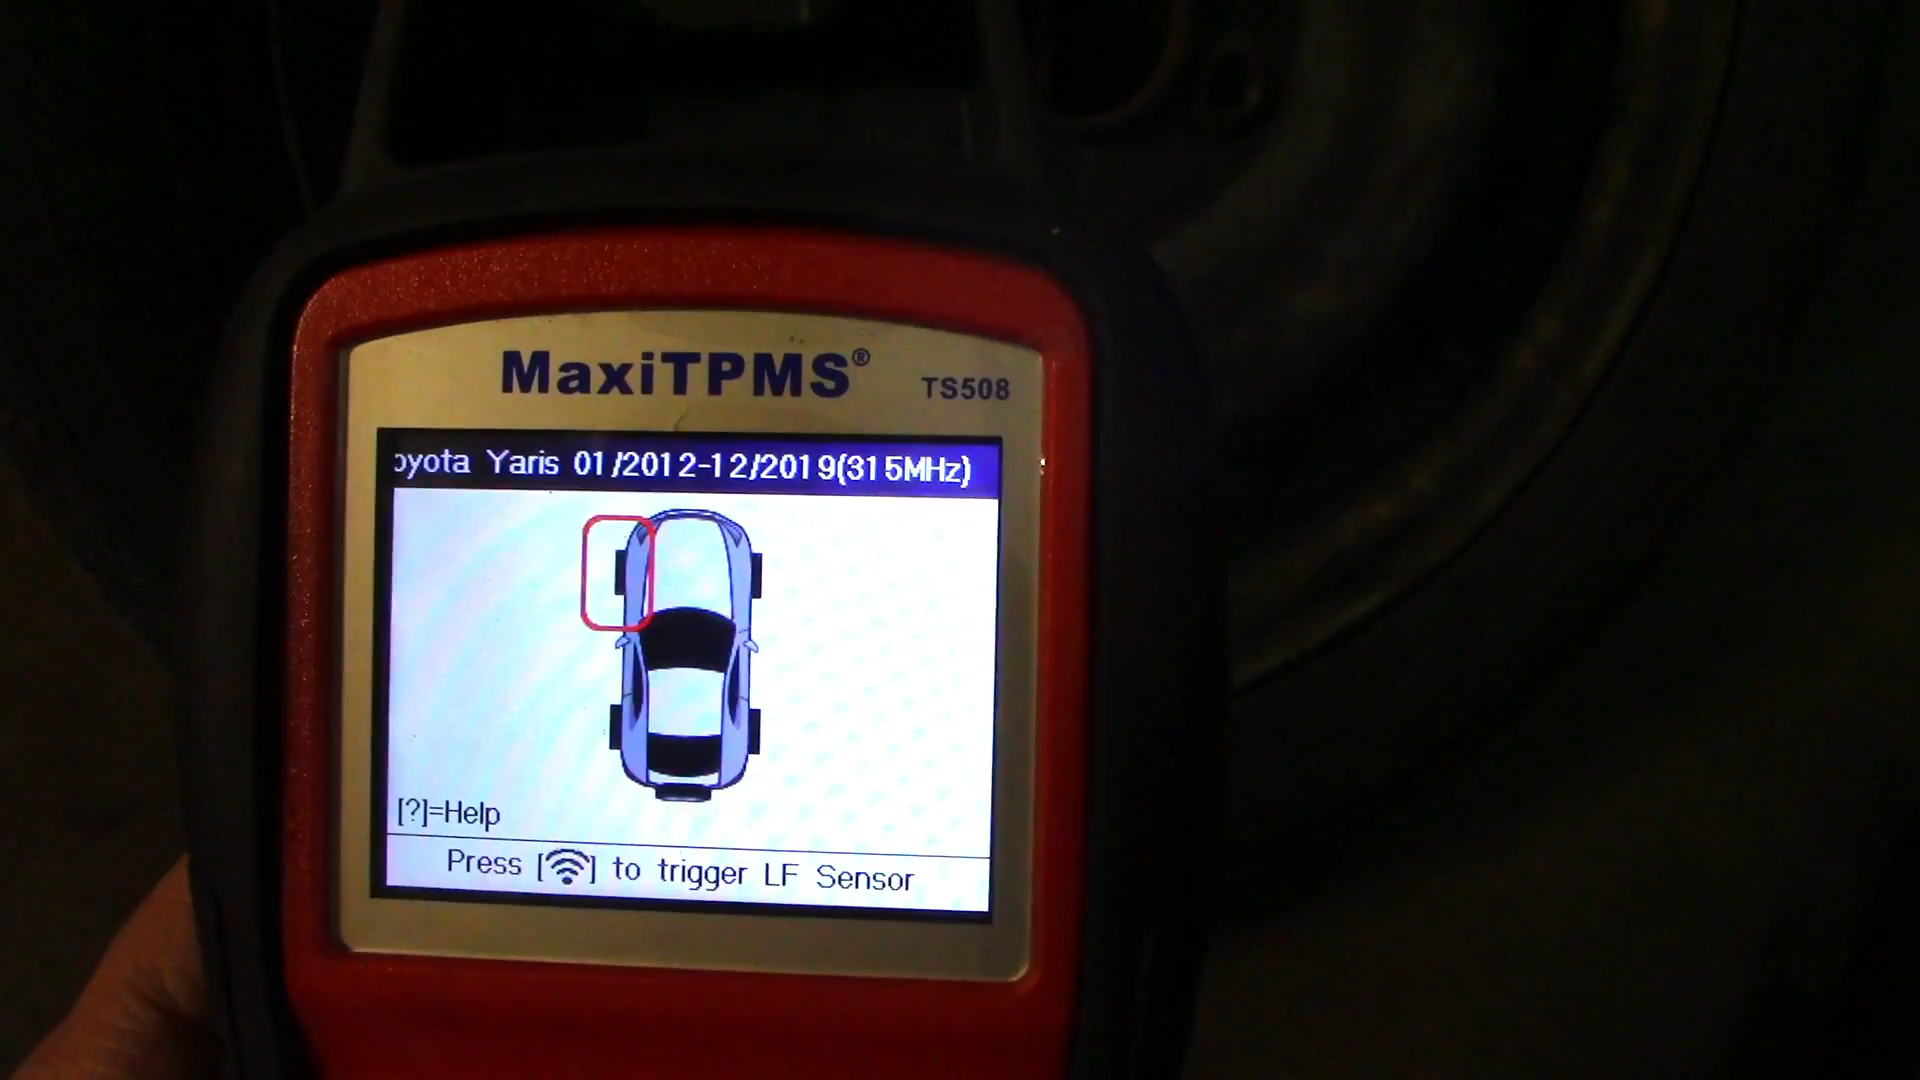 MaxiTPMS®
TS508
oyota Yaris 01/2012-12/2019(315MHz)
[?]=Help
Press [] to trigger LF Sensor